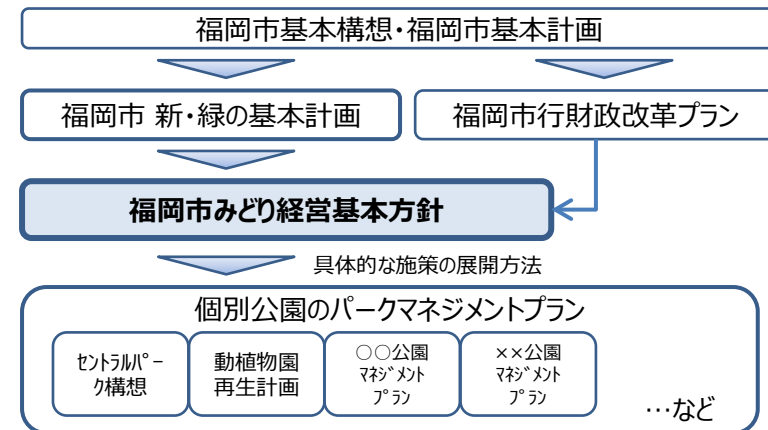 福岡市基本構想・福岡市基本計画
福岡市 新・緑の基本計画
福岡市行財政改革プラン
福岡市みどり経営基本方針
具体的な施策の展開方法
個別公園のパークマネジメントプラン
ｾﾝﾄﾗﾙﾊﾟｰ
ｸ構想
動植物園
再生計画
○○公園
ﾏﾈｼﾞﾒﾝﾄ
ﾌﾟﾗﾝ
××公園
ﾏﾈｼﾞﾒﾝﾄ
ﾌﾟﾗﾝ
…など